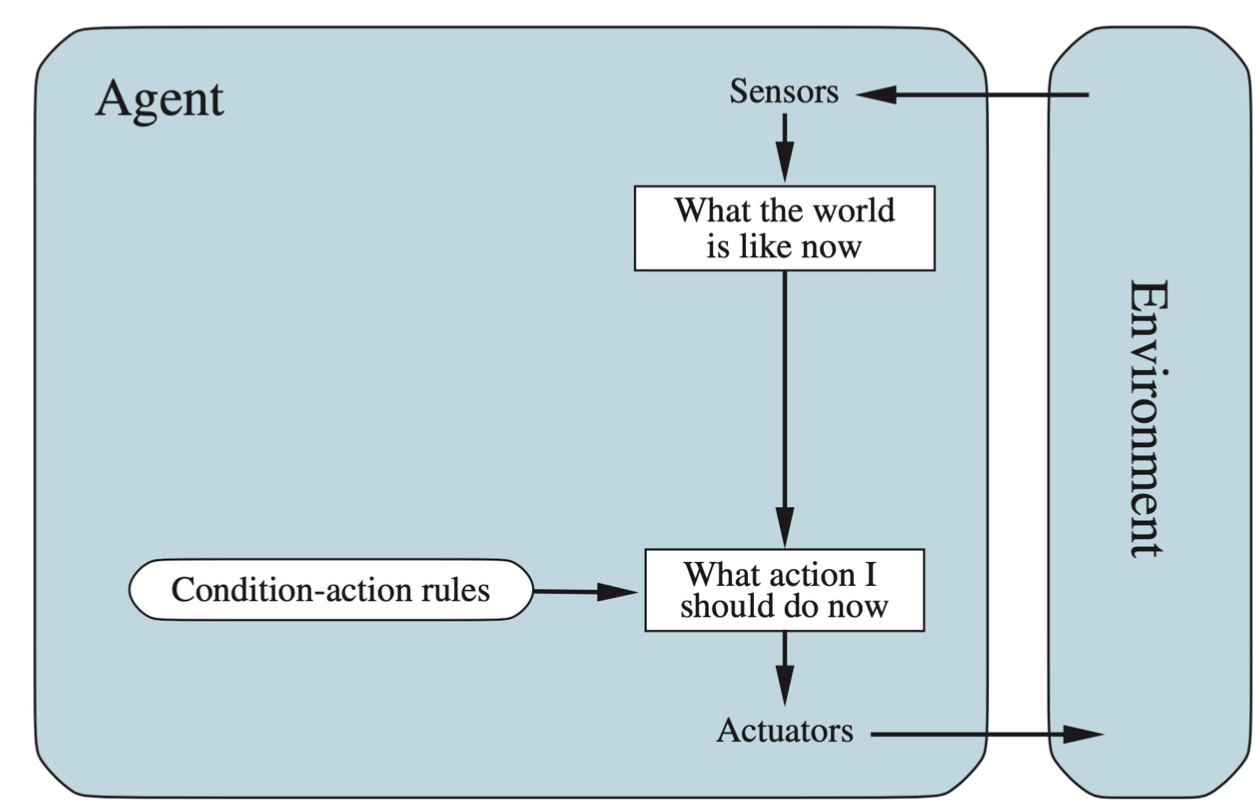 Agent
Sensors
What the world
is like now
Environment
Condition-action rules
What action I
should do now
Actuators